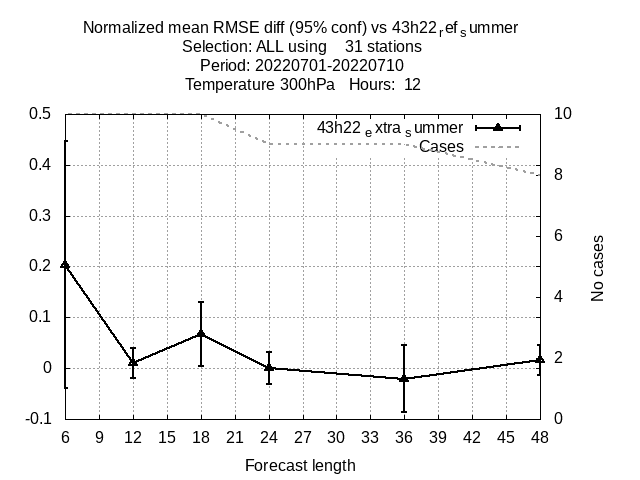 Normalized mean RMSE diff (95% conf) vs 43h22refsummer
Selection: ALL using 31 stations
Period: 20220701-20220710
Temperature 300hPa Hours: 12
43h22extrasummer
Cases
0.5
0.4
0.3
0.2
0.1
0
-0.1
10
8
6
4
2
0
No cases
6 9 12 15 18 21 24 27 30 33 36 39 42 45 48
Forecast length